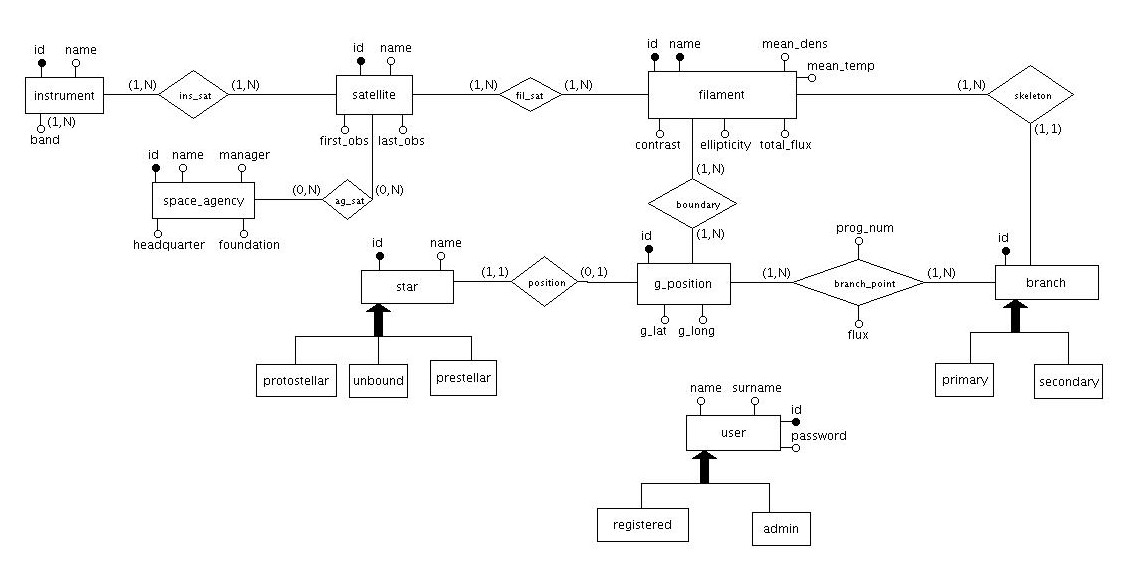 id name
instrument
(1,N)
band
(1,N) ins_sat (1,N)
id name
satellite
first_obs last_obs
(1,N) fil_sat (1,N)
id name mean_dens
mean_temp
filament
contrast ellipticity total_flux
(1,N) skeleton
(1,1)
id name manager
space_agency
headquarter foundation
(0,N) ag_sat (0,N)
(1,N)
boundary
(1,N)
id name
star
(1,1) position (0,1)
id
g_position
g_lat g_long
prog_num
(1,N) branch_point (1,N)
flux
id
branch
protostellar unbound prestellar
primary secondary
name surname
id
user
password
registered admin